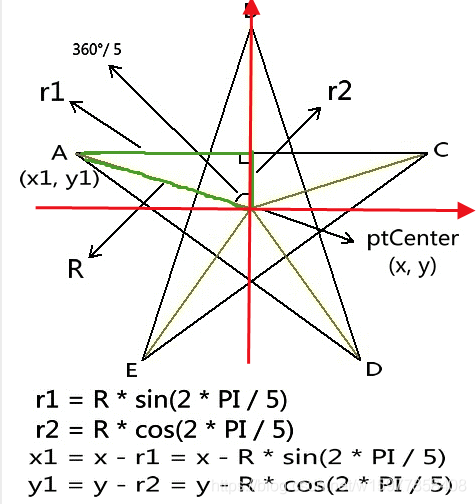 B
360°/ 5
r1
r2
A
C
(x1, y1)
R
ptCenter
(x, y)
E
D
r1 = R * sin(2 * PI / 5)
r2 = R * cos(2 * PI / 5)
x1 = x - r1 = x - R * sin(2 * PI / 5)
y1 = y - r2 = y - R * cos(2 * PI / 5)